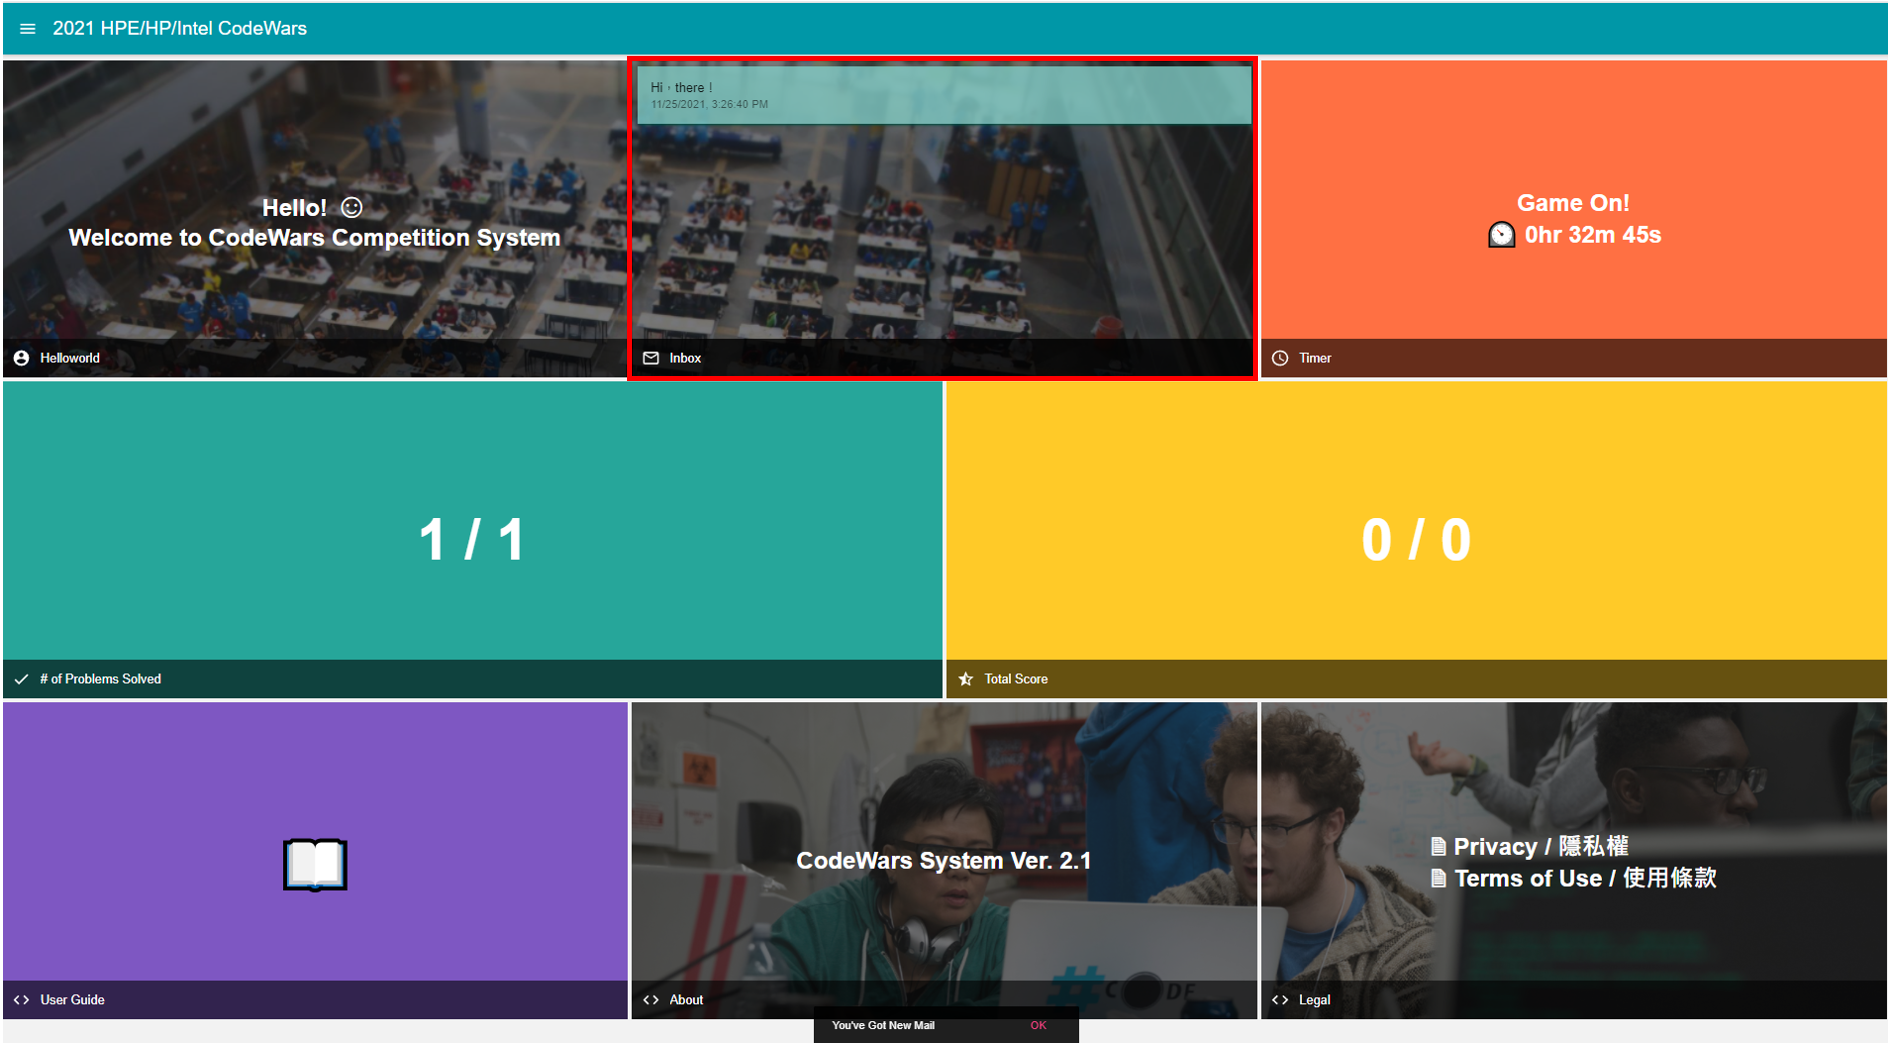 2021 HPE/HP/Intel CodeWars
Hello!
Welcome to CodeWars Competition System
Helloworld
Hi，there！
11/25/2021, 3:26:40 PM
Inbox
Game On!
0hr 32m 45s
Timer
1 / 1
# of Problems Solved
0 / 0
Total Score
User Guide
CodeWars System Ver. 2.1
#CODE
About
Privacy / 隱私權
Terms of Use / 使用條款
Legal
You've Got New Mail
OK